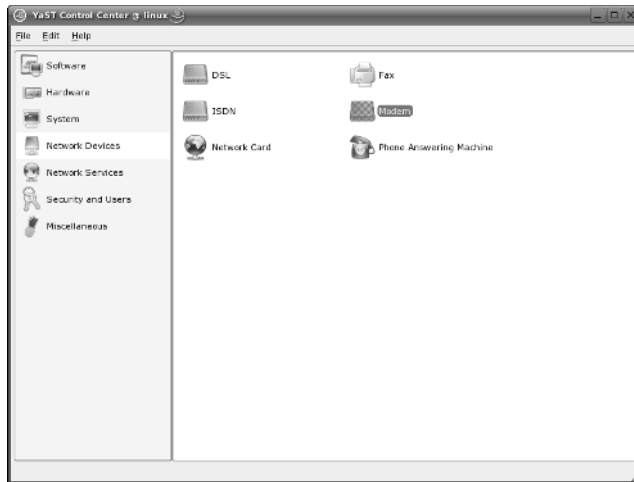 YaST Control Center @ linux
File Edit Help
Software
Hardware
System
Network Devices
Network Services
Security and Users
Miscellaneous
DSL
Fax
ISDN
Modem
Network Card
Phone Answering Machine